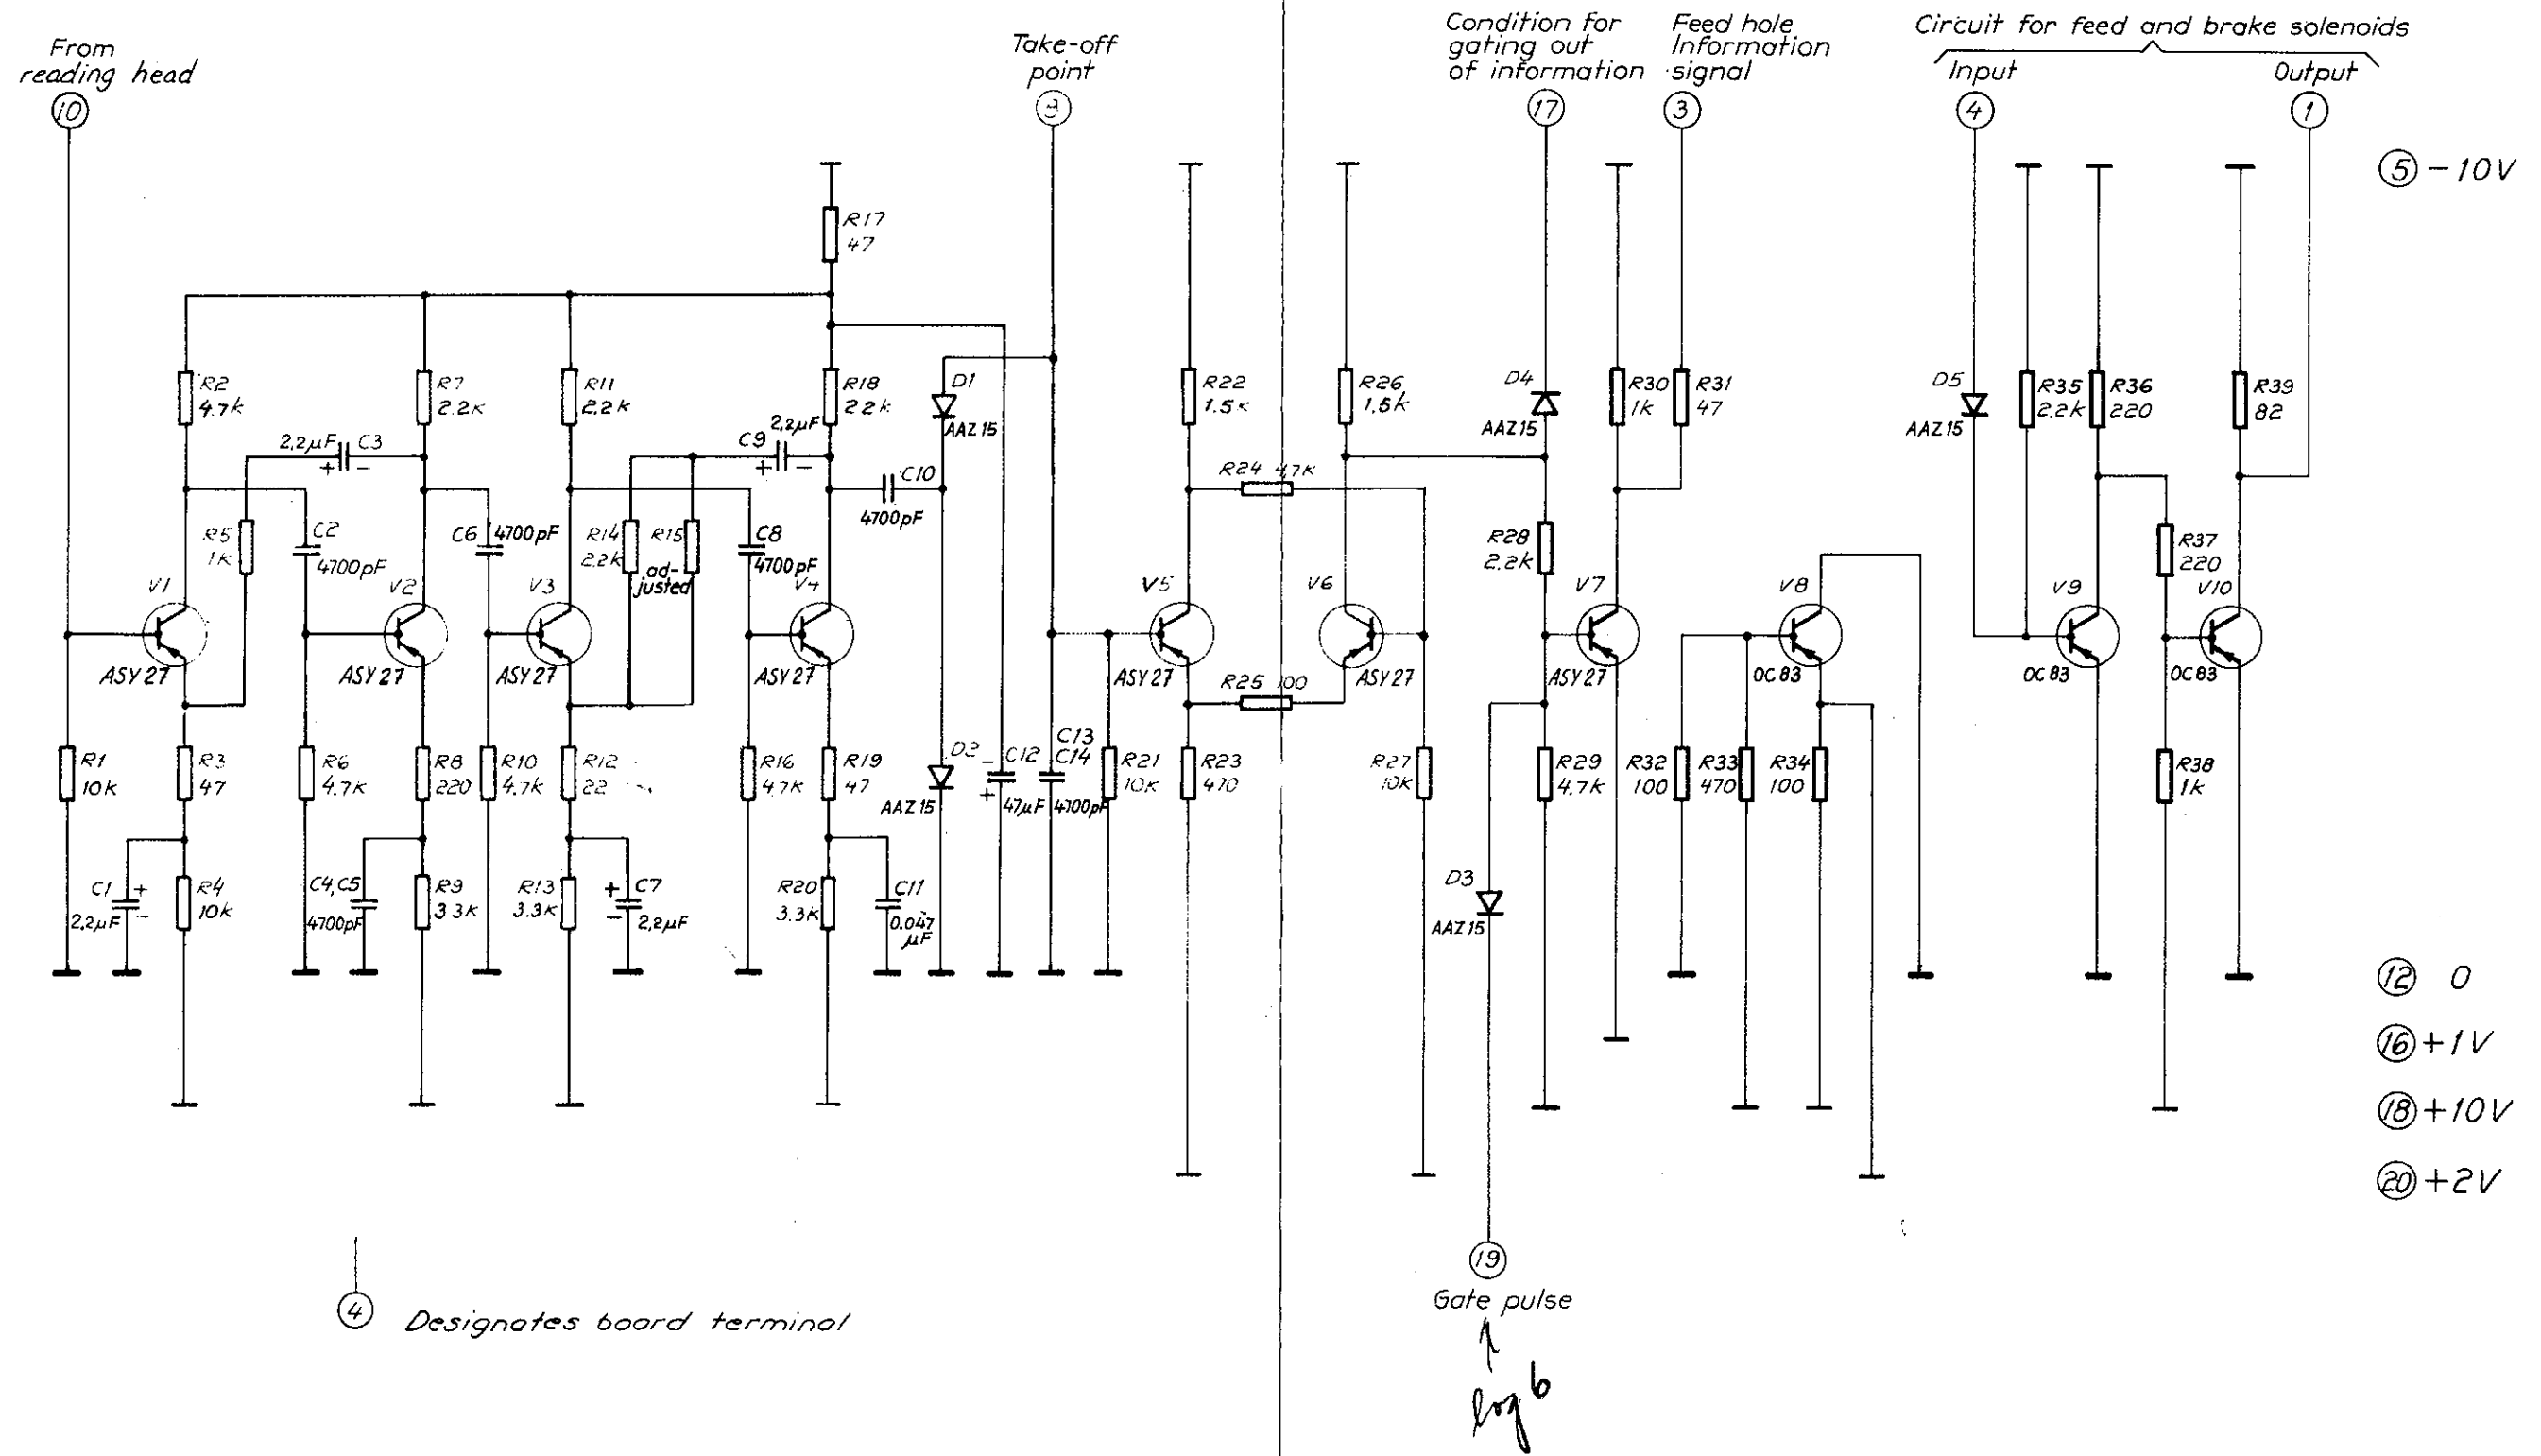 From
reading head
10
Take-off
point
Condition for
gating out
of information
17
Feed hole
Information
signal
3
Circuit for feed and brake solenoids
Input
Output
4
1
5 -10V
R17
47
R2
4.7k
R7
2.2k
R11
2.2k
R18
2.2k
D1
AAZ15
R22
1.5k
R26
1.5k
D4
AAZ15
R30
1k
R31
47
D5
AAZ15
R35
2.2k
R36
220
R39
82
2,2µF C3
+ -
2,2µF
C9
+ -
C10
4700pF
R24 4,7k
R5
1k
C2
4700pF
C6 4700pF
R14
2.2k
R15
ad-
justed
C8
4700pF
R28
2.2k
R37
220
V1
ASY27
V2
ASY27
V3
ASY27
V4
ASY27
V5
ASY27
V6
ASY27
V7
ASY27
V8
OC83
V9
OC83
V10
OC83
R25 100
R1
10k
R3
47
R6
4.7k
R8
220
R10
4,7k
R12
22
R16
4.7k
R19
47
D2
AAZ15
- C12
+ 47µF
C13
C14
4700pF
R21
10k
R23
470
R27
10k
R29
4.7k
R32
100
R33
470
R34
100
R38
1k
C1 +
-
2,2µF
R4
10k
C4,C5
4700pF
R9
3.3k
R13
3.3k
+ C7
-
2,2µF
R20
3.3k
C11
0.047
µF
D3
AAZ15
12 0
16 +1V
18 +10V
20 +2V
19
Gate pulse
log 6
4 Designates board terminal